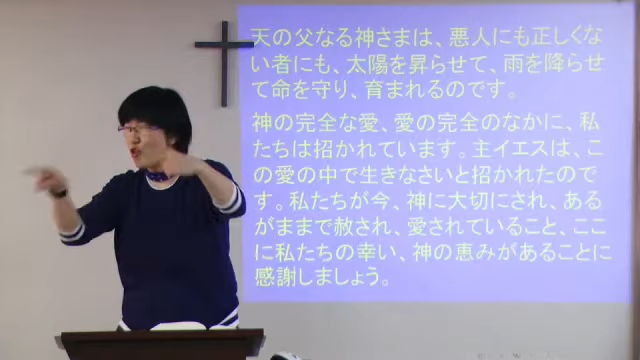 天の父なる神さまは、悪人にも正しくな
い者にも、太陽を昇らせて、雨を降らせ
て命を守り、育まれるのです。
神の完全な愛、愛の完全のなかに、私
たちは招かれています。主イエスは、こ
の愛の中で生きなさいと招かれたので
す。私たちが今、神に大切にされ、ある
がままで赦され、愛されていること、ここ
に私たちの幸い、神の恵みがあることに
感謝しましょう。